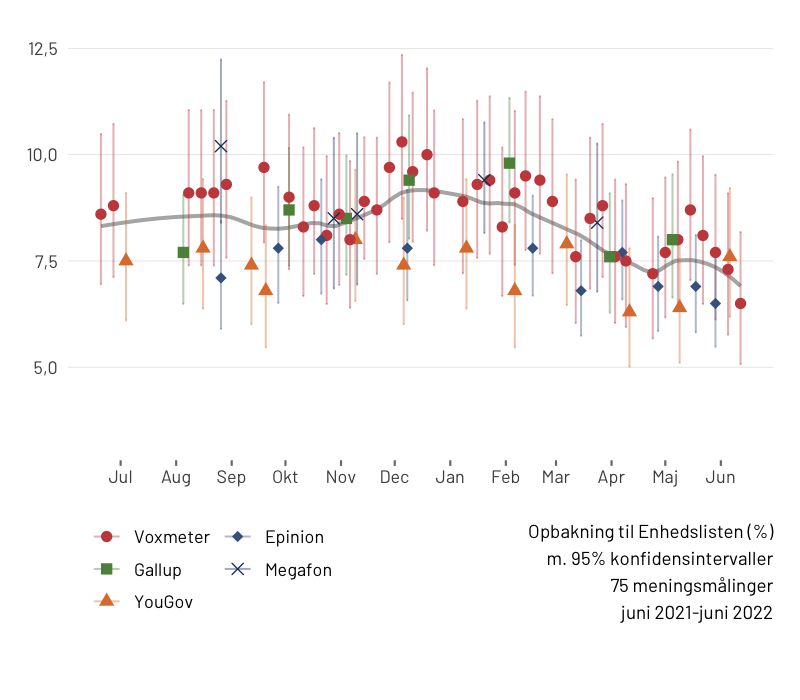 12,5
10,0
7,5
5,0
Jul Aug Sep Okt Nov Dec Jan Feb Mar Apr Maj Jun
Voxmeter
Gallup
YouGov
Epinion
Megafon
Opbakning til Enhedslisten (%)
m. 95% konfidensintervaller
75 meningsmålinger
juni 2021-juni 2022